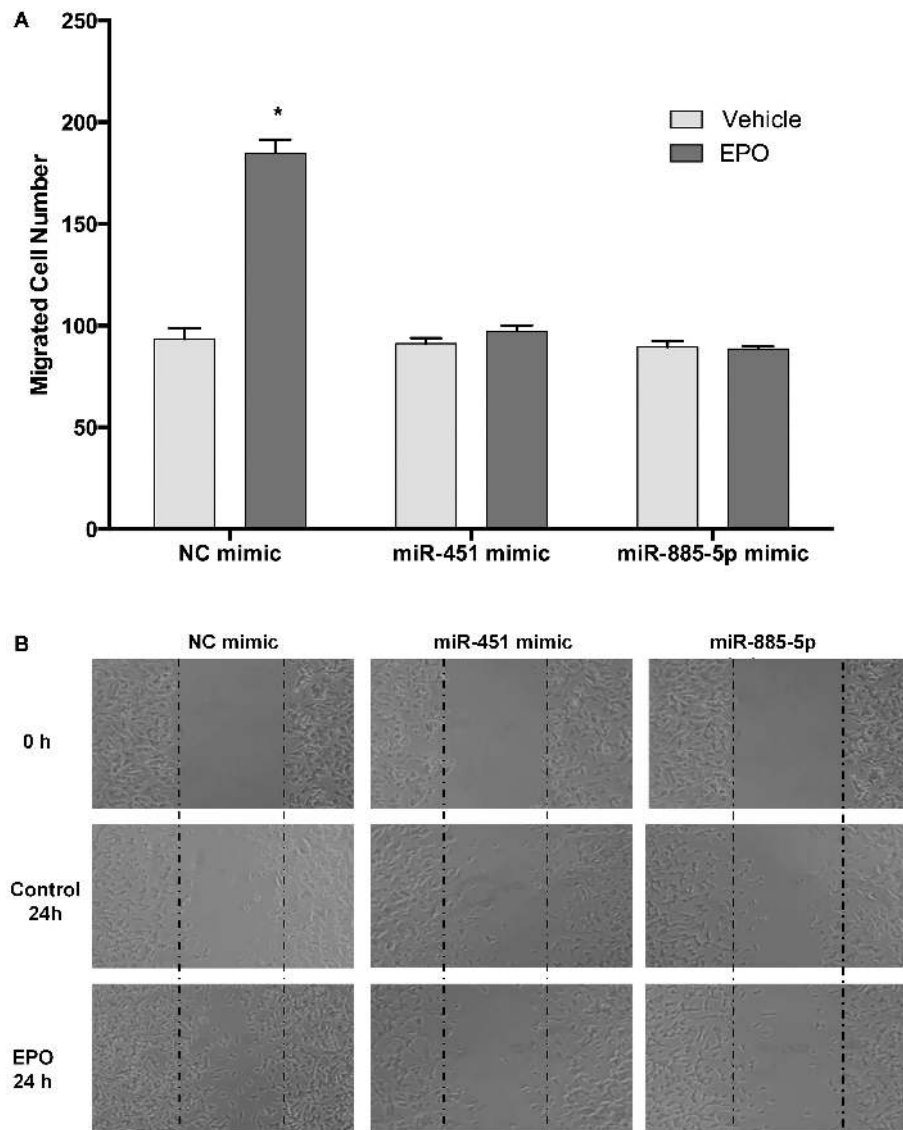 A
250
200
150
100
50
0
Migrated Cell Number
*
Vehicle
EPO
NC mimic miR-451 mimic miR-885-5p mimic
B
NC mimic miR-451 mimic miR-885-5p
0 h
Control
24h
EPO
24 h